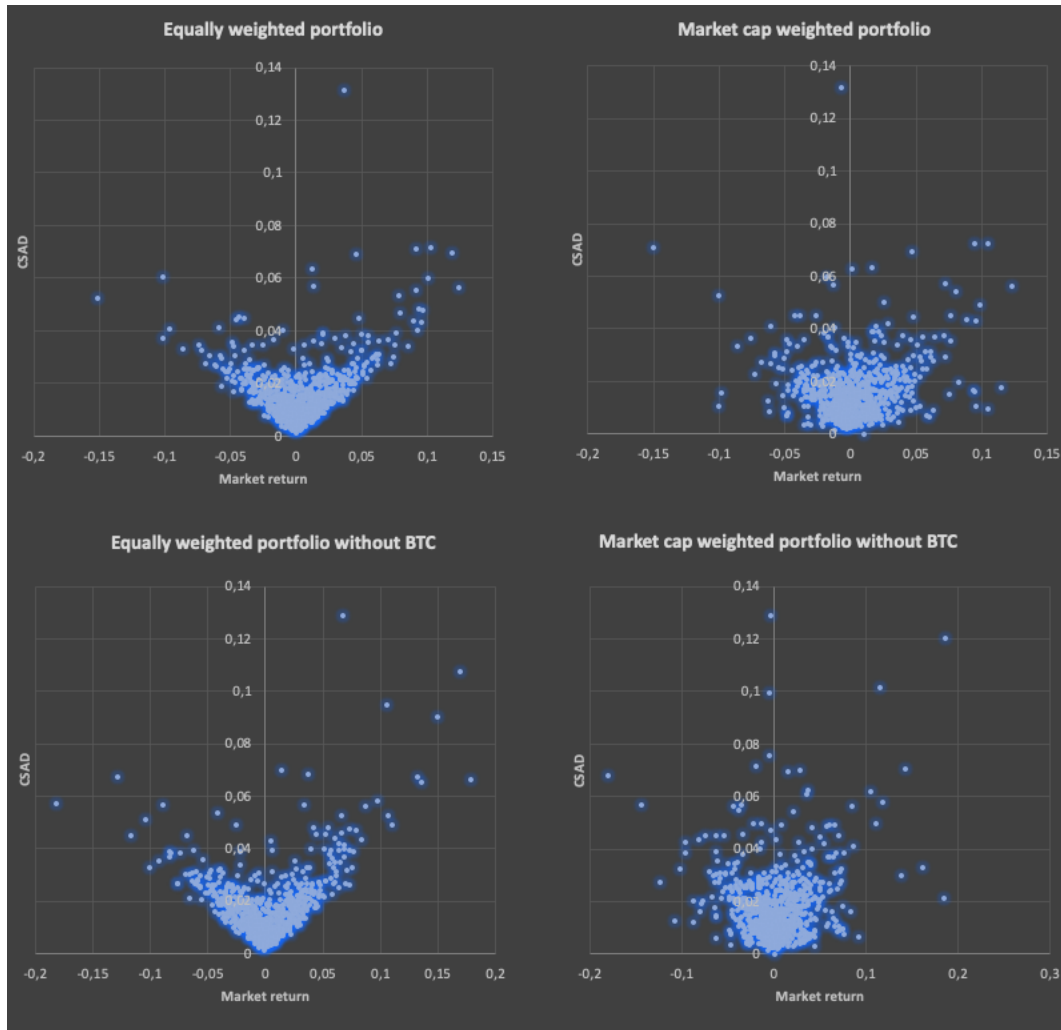 Equally weighted portfolio
0,14
0,12
0,1
0,08
0,06
0,04
0,02
0
-0,2 -0,15 -0,1 -0,05 0 0,05 0,1 0,15
CSAD
Market return
Market cap weighted portfolio
0,14
0,12
0,1
0,08
0,06
0,04
0,02
0
-0,2 -0,15 -0,1 -0,05 0 0,05 0,1 0,15
CSAD
Market return
Equally weighted portfolio without BTC
0,14
0,12
0,1
0,08
0,06
0,04
0,02
0
-0,2 -0,15 -0,1 -0,05 0 0,05 0,1 0,15 0,2
CSAD
Market return
Market cap weighted portfolio without BTC
0,14
0,12
0,1
0,08
0,06
0,04
0,02
0
-0,2 -0,1 0 0,1 0,2 0,3
CSAD
Market return